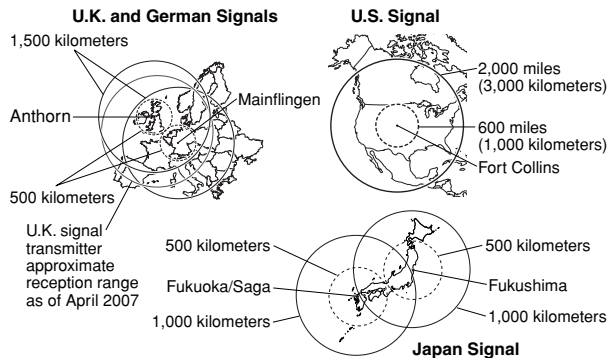 U.K. and German Signals
1,500 kilometers
Anthorn
Mainflingen
500 kilometers
U.K. signal
transmitter
approximate
reception range
as of April 2007
U.S. Signal
2,000 miles
(3,000 kilometers)
600 miles
(1,000 kilometers)
Fort Collins
500 kilometers
500 kilometers
Fukuoka/Saga
Fukushima
1,000 kilometers
1,000 kilometers
Japan Signal